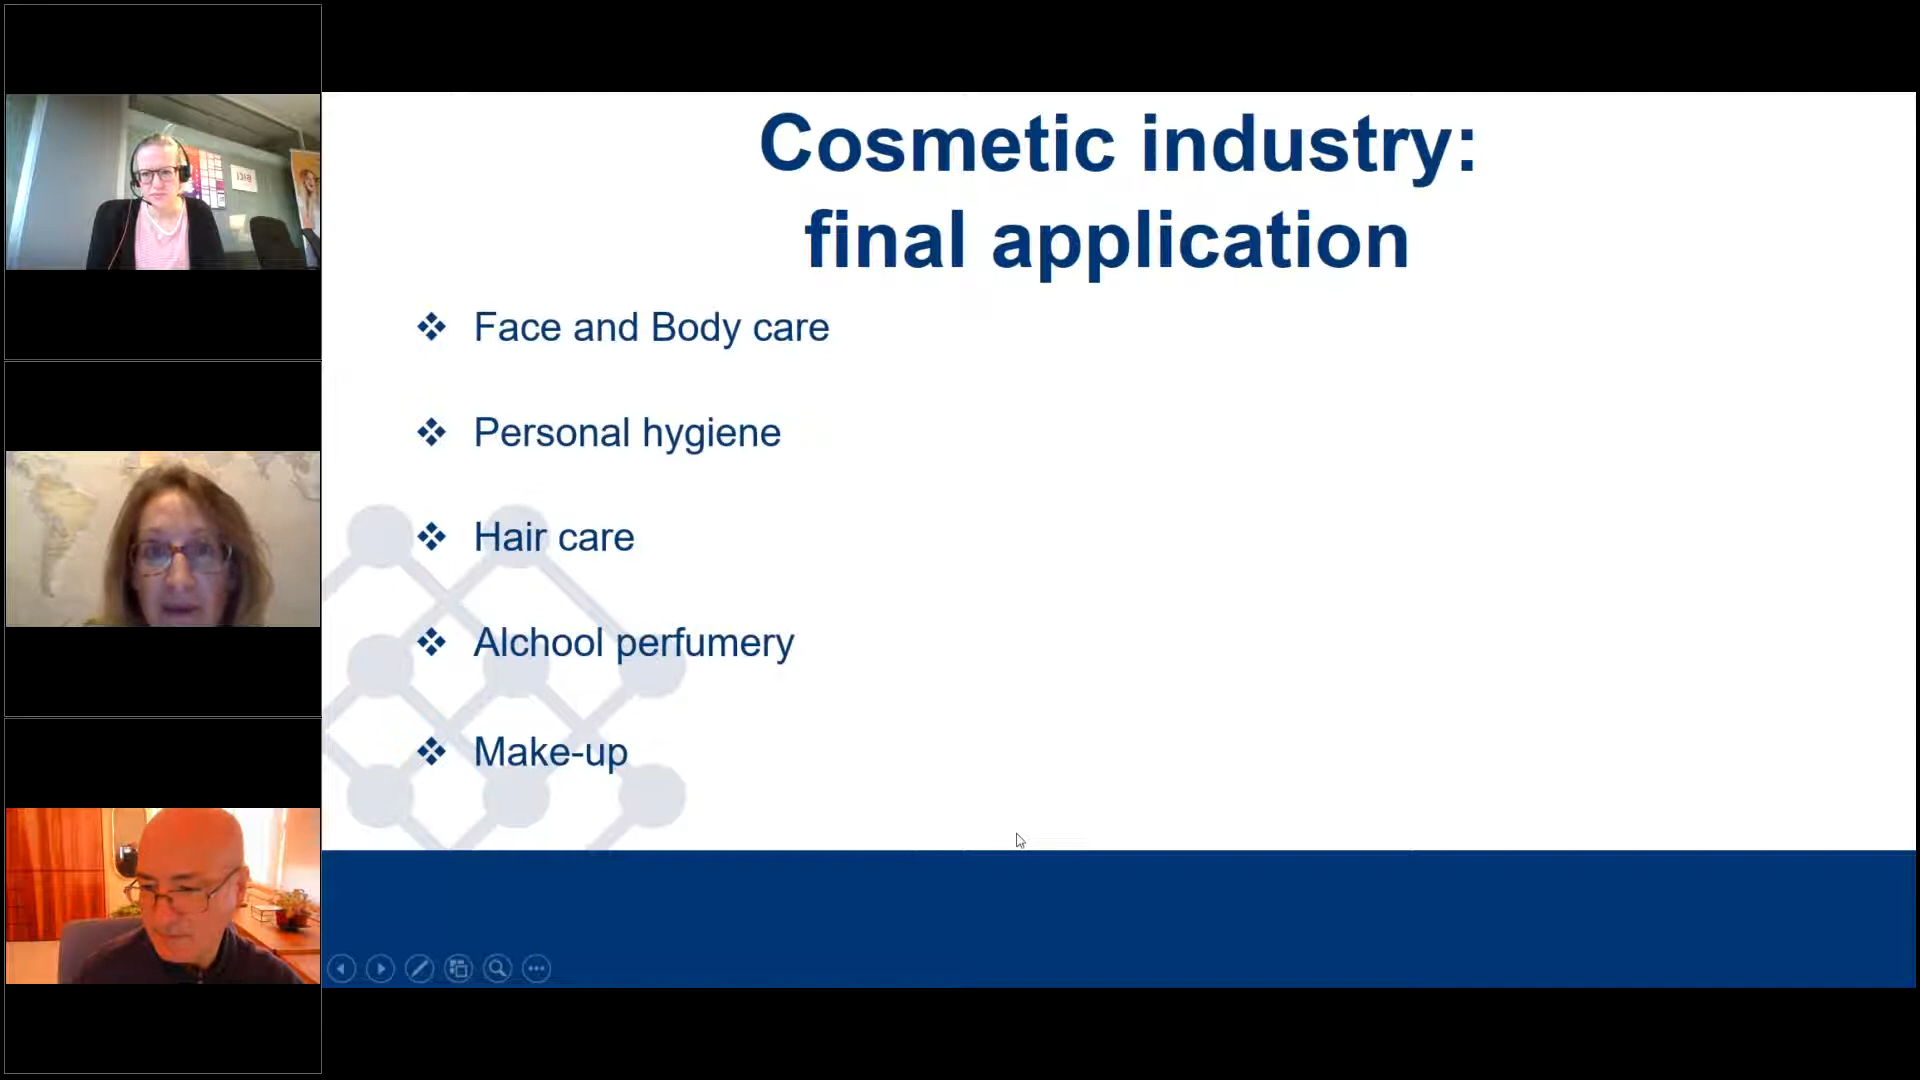 Cosmetic industry:
final application
Face and Body care
Personal hygiene
Hair care
Alchool perfumery
Make-up